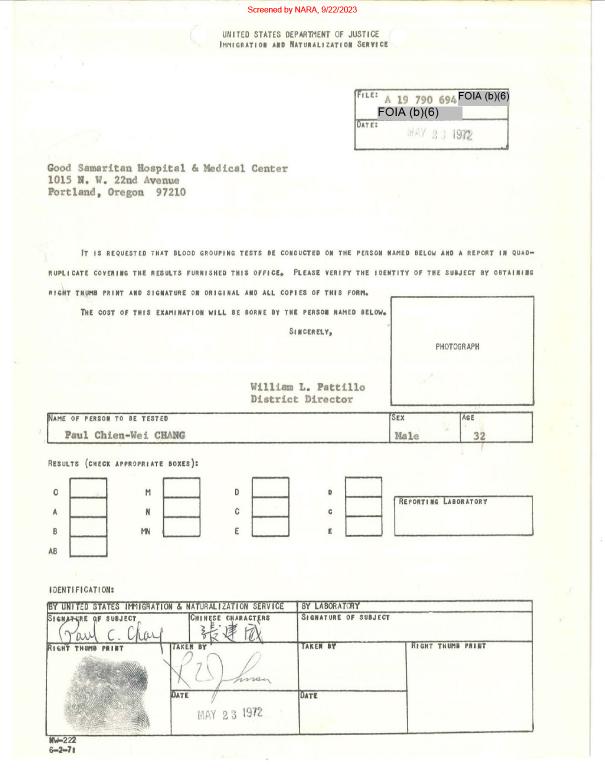 Screened by NARA, 9/22/2023
UNITED STATES DEPARTMENT OF JUSTICE
IMMIGRATION AND NATURALIZATION SERVICE
FILE: A 19 790 694 FOIA (b)(6)
FOIA (b)(6)
DATE: MAY 23 1972
Good Samaritan Hospital & Medical Center
1015 N. W. 22nd Avenue
Portland, Oregon 97210
IT IS REQUESTED THAT BLOOD GROUPING TESTS BE CONDUCTED ON THE PERSON NAMED BELOW AND A REPORT IN QUAD-
RUPLICATE COVERING THE RESULTS FURNISHED THIS OFFICE. PLEASE VERIFY THE IDENTITY OF THE SUBJECT BY OBTAINING
RIGHT THUMB PRINT AND SIGNATURE ON ORIGINAL AND ALL COPIES OF THIS FORM.
THE COST OF THIS EXAMINATION WILL BE BORNE BY THE PERSON NAMED BELOW.
SINCERELY,
PHOTOGRAPH
William L. Pattillo
District Director
NAME OF PERSON TO BE TESTED SEX AGE
Paul Chien-Wei CHANG Male 32
RESULTS (CHECK APPROPRIATE BOXES):
O M D D
A N C C
B MN E E
AB
REPORTING LABORATORY
IDENTIFICATION:
BY UNITED STATES IMMIGRATION & NATURALIZATION SERVICE BY LABORATORY
SIGNATURE OF SUBJECT CHINESE CHARACTERS SIGNATURE OF SUBJECT
Paul C. Chang 張建威
RIGHT THUMB PRINT TAKEN BY TAKEN BY RIGHT THUMB PRINT
DATE DATE
MAY 23 1972
NW-222
6-2-71